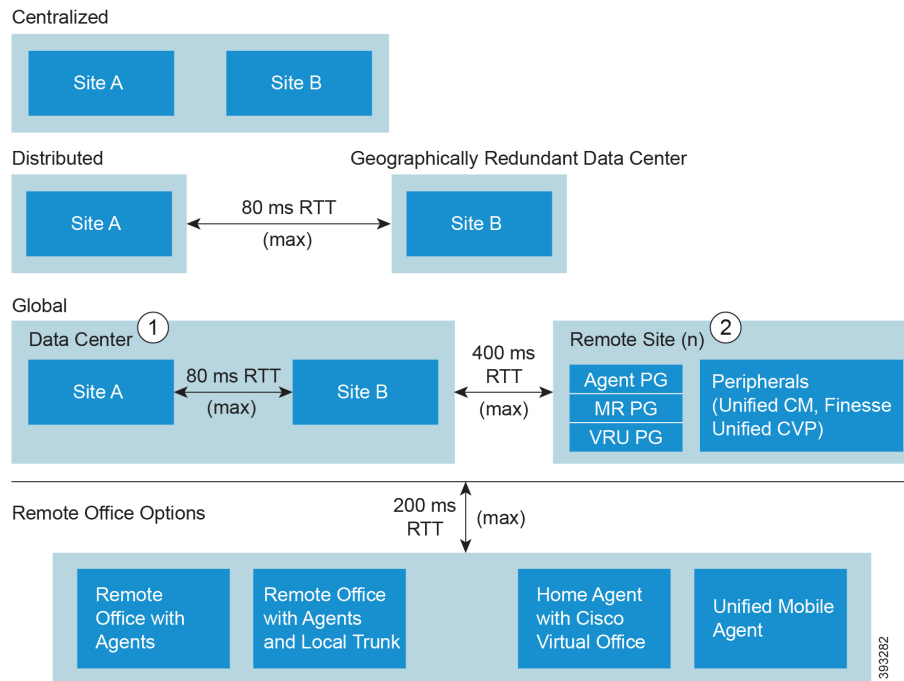 Centralized
Site A
Site B
Distributed
Geographically Redundant Data Center
Site A
80 ms RTT
(max)
Site B
Global
Data Center
1
Site A
80 ms RTT
(max)
Site B
400 ms
RTT
(max)
Remote Site (n)
2
Agent PG
MR PG
VRU PG
Peripherals
(Unified CM, Finesse
Unified CVP)
Remote Office Options
200 ms
RTT
(max)
Remote
Office with
Agents
Remote Office
with Agents
and Local Trunk
Home Agent
with Cisco
Virtual Office
Unified Mobile
Agent
393282